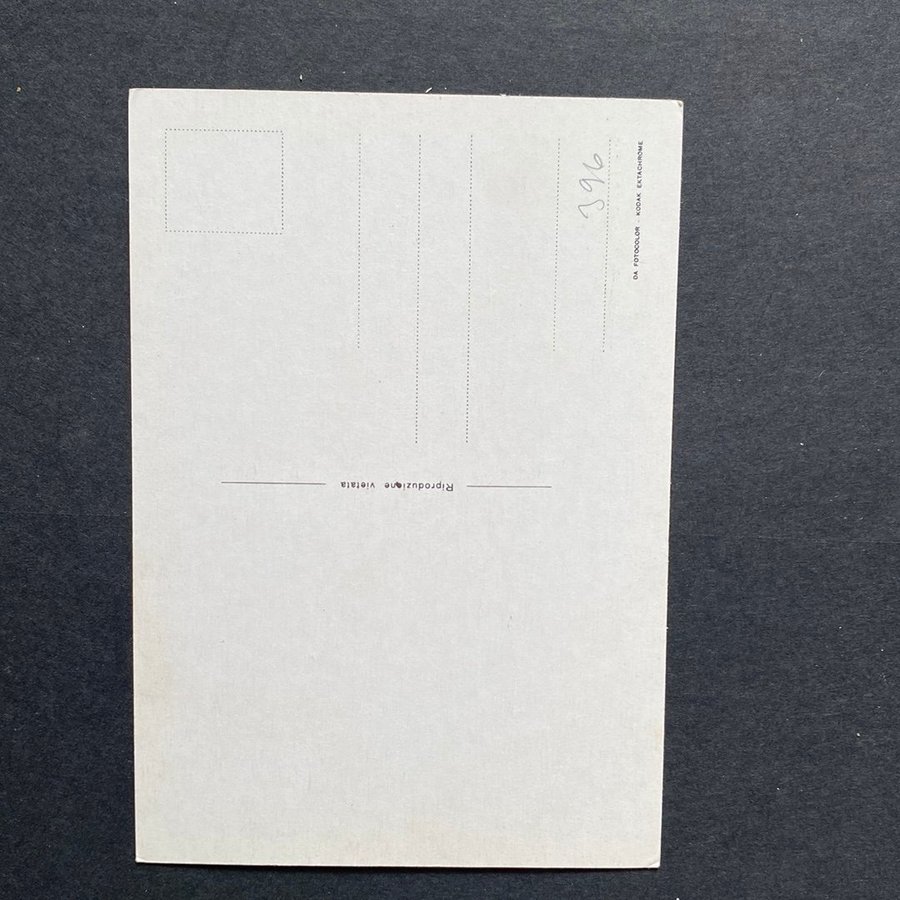 396
DA FOTOCOLOR - KODAK EKTACHROME
Riproduzione vietata